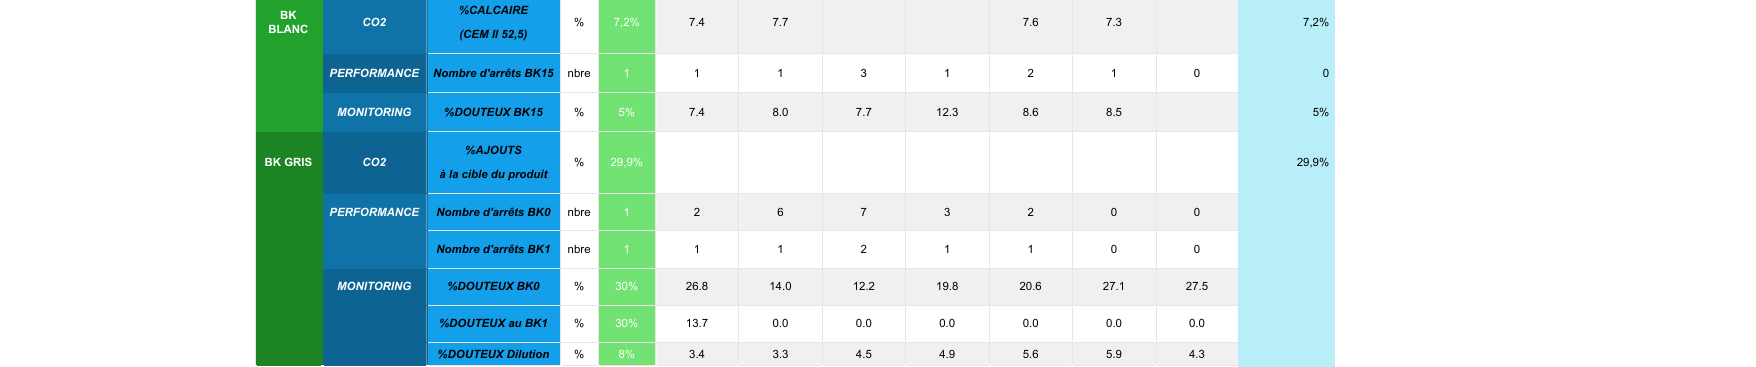 BK BLANC CO2 %CALCAIRE (CEM II 52,5) % 7,2% 7.4 7.7 7.6 7.3 7,2%
PERFORMANCE Nombre d'arrêts BK15 nbre 1 1 1 3 1 2 1 0 0
MONITORING %DOUTEUX BK15 % 5% 7.4 8.0 7.7 12.3 8.6 8.5 5%
BK GRIS CO2 %AJOUTS à la cible du produit % 29,9% 29,9%
PERFORMANCE Nombre d'arrêts BK0 nbre 1 2 6 7 3 2 0 0
Nombre d'arrêts BK1 nbre 1 1 1 2 1 1 0 0
MONITORING %DOUTEUX BK0 % 30% 26.8 14.0 12.2 19.8 20.6 27.1 27.5
%DOUTEUX au BK1 % 30% 13.7 0.0 0.0 0.0 0.0 0.0 0.0
%DOUTEUX Dilution % 8% 3.4 3.3 4.5 4.9 5.6 5.9 4.3